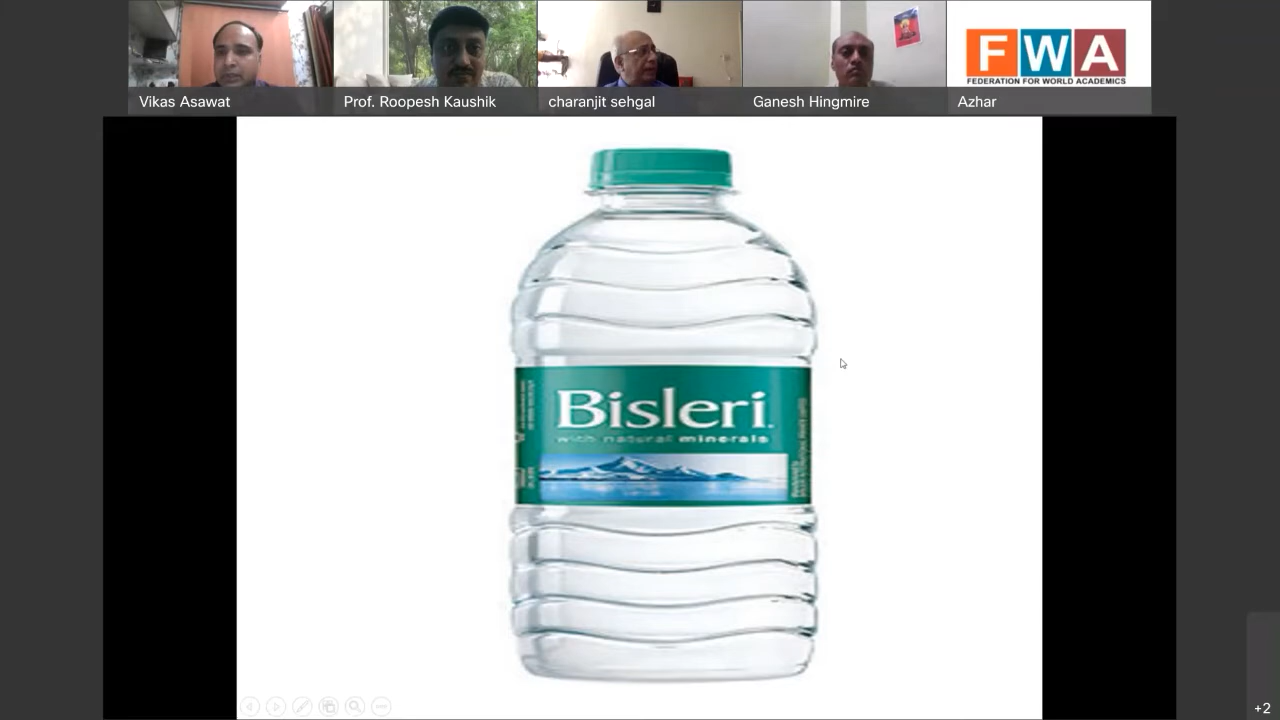 FWA
FEDERATION FOR WORLD ACADEMICS
Vikas Asawat
Prof. Roopesh Kaushik
charanjit sehgal
Ganesh Hingmire
Azhar
Bisleri
with natural minerals
+2